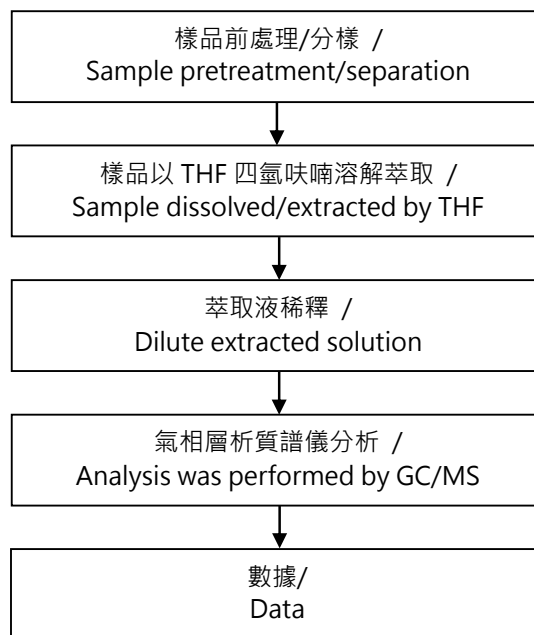 樣品前處理/分樣 /
Sample pretreatment/separation
樣品以 THF 四氫呋喃溶解萃取 /
Sample dissolved/extracted by THF
萃取液稀釋 /
Dilute extracted solution
氣相層析質譜儀分析 /
Analysis was performed by GC/MS
數據/
Data